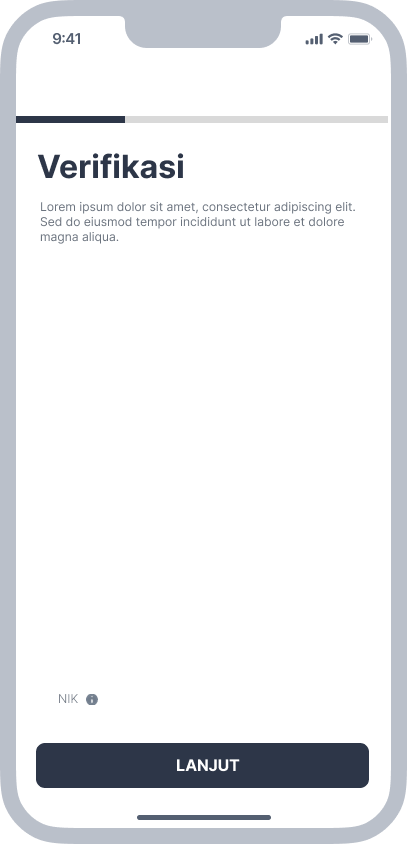 9:41
Verifikasi
Lorem ipsum dolor sit amet, consectetur adipiscing elit.
Sed do eiusmod tempor incididunt ut labore et dolore
magna aliqua.
NIK
LANJUT